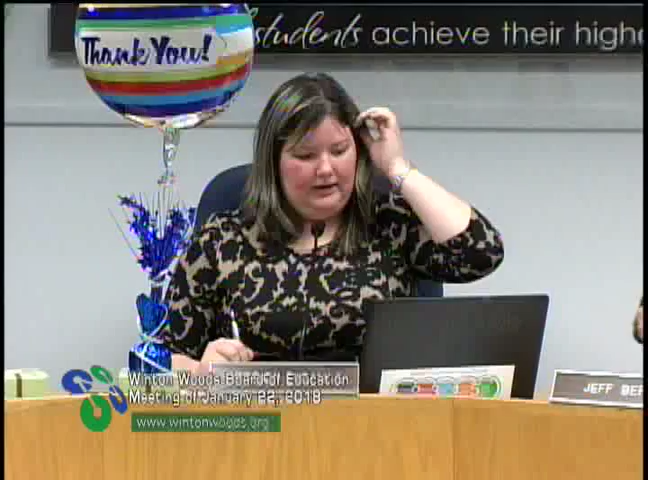 students achieve their high
Thank You!
Winton Woods Board of Education
Meeting of January 22, 2018
www.wintonwoods.org
JEFF BER